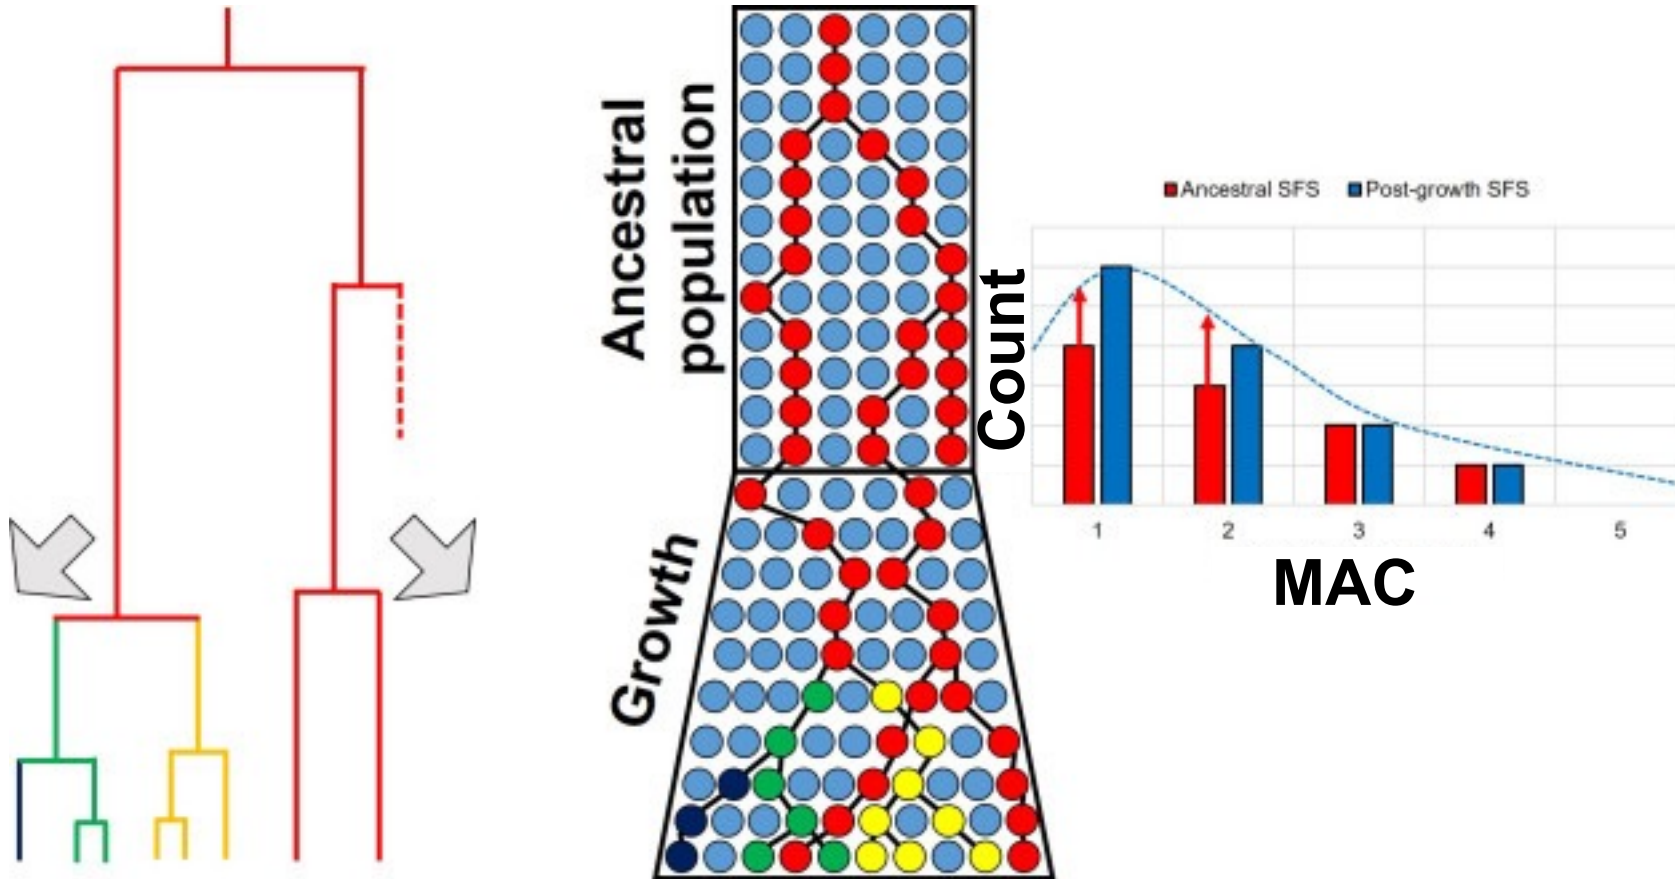 Ancestral
population
Growth
Ancestral SFS Post-growth SFS
Count
1 2 3 4 5
MAC